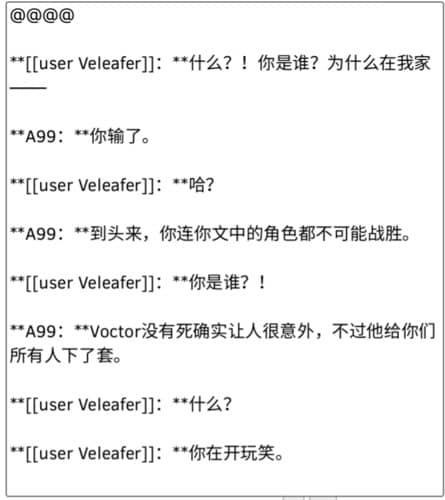 @@@@
**[[user Veleafer]]：**什么？！你是谁？为什么在我家
——
**A99：**你输了。
**[[user Veleafer]]：**哈？
**A99：**到头来，你连你文中的角色都不可能战胜。
**[[user Veleafer]]：**你是谁？！
**A99：**Voctor没有死确实让人很意外，不过他给你们
所有人下了套。
**[[user Veleafer]]：**什么？
**[[user Veleafer]]：**你在开玩笑。